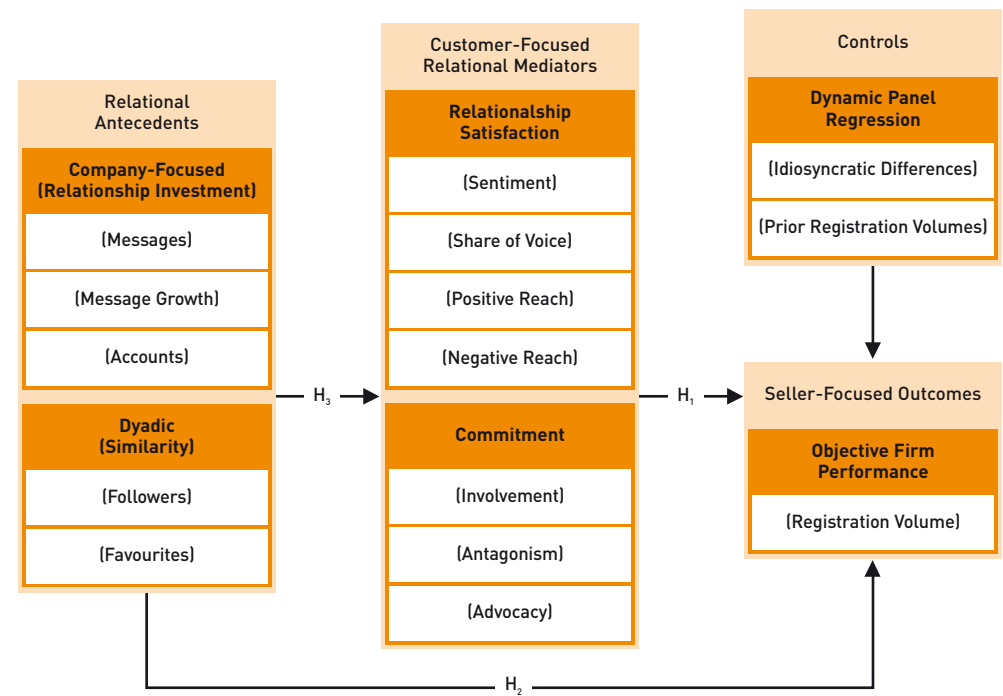 Relational
Antecedents
Company-Focused
(Relationship Investment)
(Messages)
(Message Growth)
(Accounts)
Dyadic
(Similarity)
(Followers)
(Favourites)
H₃
Customer-Focused
Relational Mediators
Relationalship
Satisfaction
(Sentiment)
(Share of Voice)
(Positive Reach)
(Negative Reach)
Commitment
(Involvement)
(Antagonism)
(Advocacy)
H₁
Controls
Dynamic Panel
Regression
(Idiosyncratic Differences)
(Prior Registration Volumes)
Seller-Focused Outcomes
Objective Firm
Performance
(Registration Volume)
H₂